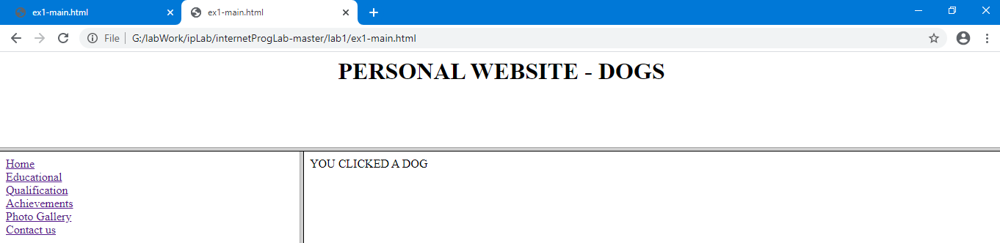 ex1-main.html
ex1-main.html
File
G:/labWork/ipLab/internetProgLab-master/lab1/ex1-main.html
PERSONAL WEBSITE - DOGS
Home
Educational
Qualification
Achievements
Photo Gallery
Contact us
YOU CLICKED A DOG